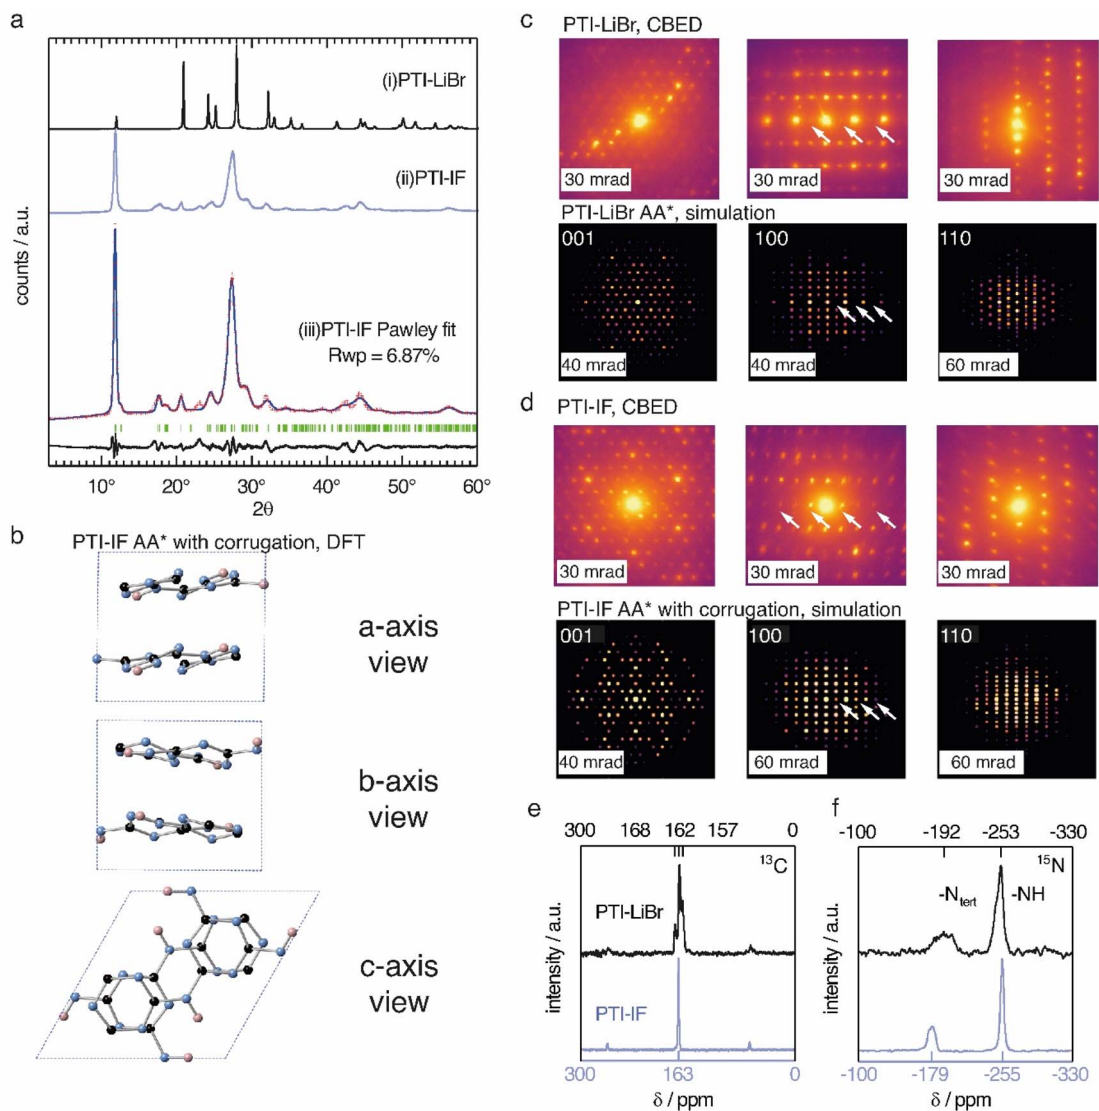 a
(i)PTI-LiBr
(ii)PTI-IF
(iii)PTI-IF Pawley fit
Rwp = 6.87%
counts / a.u.
10° 20° 30° 40° 50° 60°
2θ
b
PTI-IF AA* with corrugation, DFT
a-axis
view
b-axis
view
c-axis
view
c
PTI-LiBr, CBED
30 mrad 30 mrad 30 mrad
PTI-LiBr AA*, simulation
001 100 110
40 mrad 40 mrad 60 mrad
d
PTI-IF, CBED
30 mrad 30 mrad 30 mrad
PTI-IF AA* with corrugation, simulation
001 100 110
40 mrad 60 mrad 60 mrad
e
300 168 162 157 0
¹³C
PTI-LiBr
PTI-IF
intensity / a.u.
300 163 0
δ / ppm
f
-100 -192 -253 -330
¹⁵N
-Ntert -NH
intensity / a.u.
-100 -179 -255 -330
δ / ppm